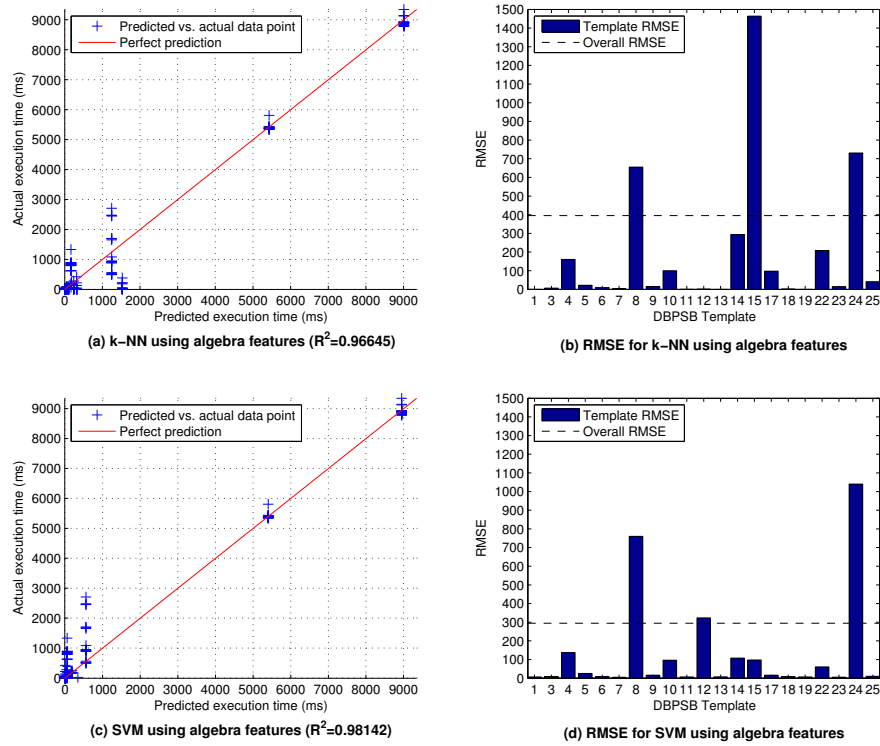 9000
8000
7000
6000
5000
4000
3000
2000
1000
0
Actual execution time (ms)
Predicted vs. actual data point
Perfect prediction
0 1000 2000 3000 4000 5000 6000 7000 8000 9000
Predicted execution time (ms)
(a) k−NN using algebra features (R²=0.96645)
1500
1400
1300
1200
1100
1000
900
800
700
600
500
400
300
200
100
0
RMSE
Template RMSE
Overall RMSE
1 3 4 5 6 7 8 9 10 11 12 13 14 15 17 18 19 22 23 24 25
DBPSB Template
(b) RMSE for k−NN using algebra features
9000
8000
7000
6000
5000
4000
3000
2000
1000
0
Actual execution time (ms)
Predicted vs. actual data point
Perfect prediction
0 1000 2000 3000 4000 5000 6000 7000 8000 9000
Predicted execution time (ms)
(c) SVM using algebra features (R²=0.98142)
1500
1400
1300
1200
1100
1000
900
800
700
600
500
400
300
200
100
0
RMSE
Template RMSE
Overall RMSE
1 3 4 5 6 7 8 9 10 11 12 13 14 15 17 18 19 22 23 24 25
DBPSB Template
(d) RMSE for SVM using algebra features